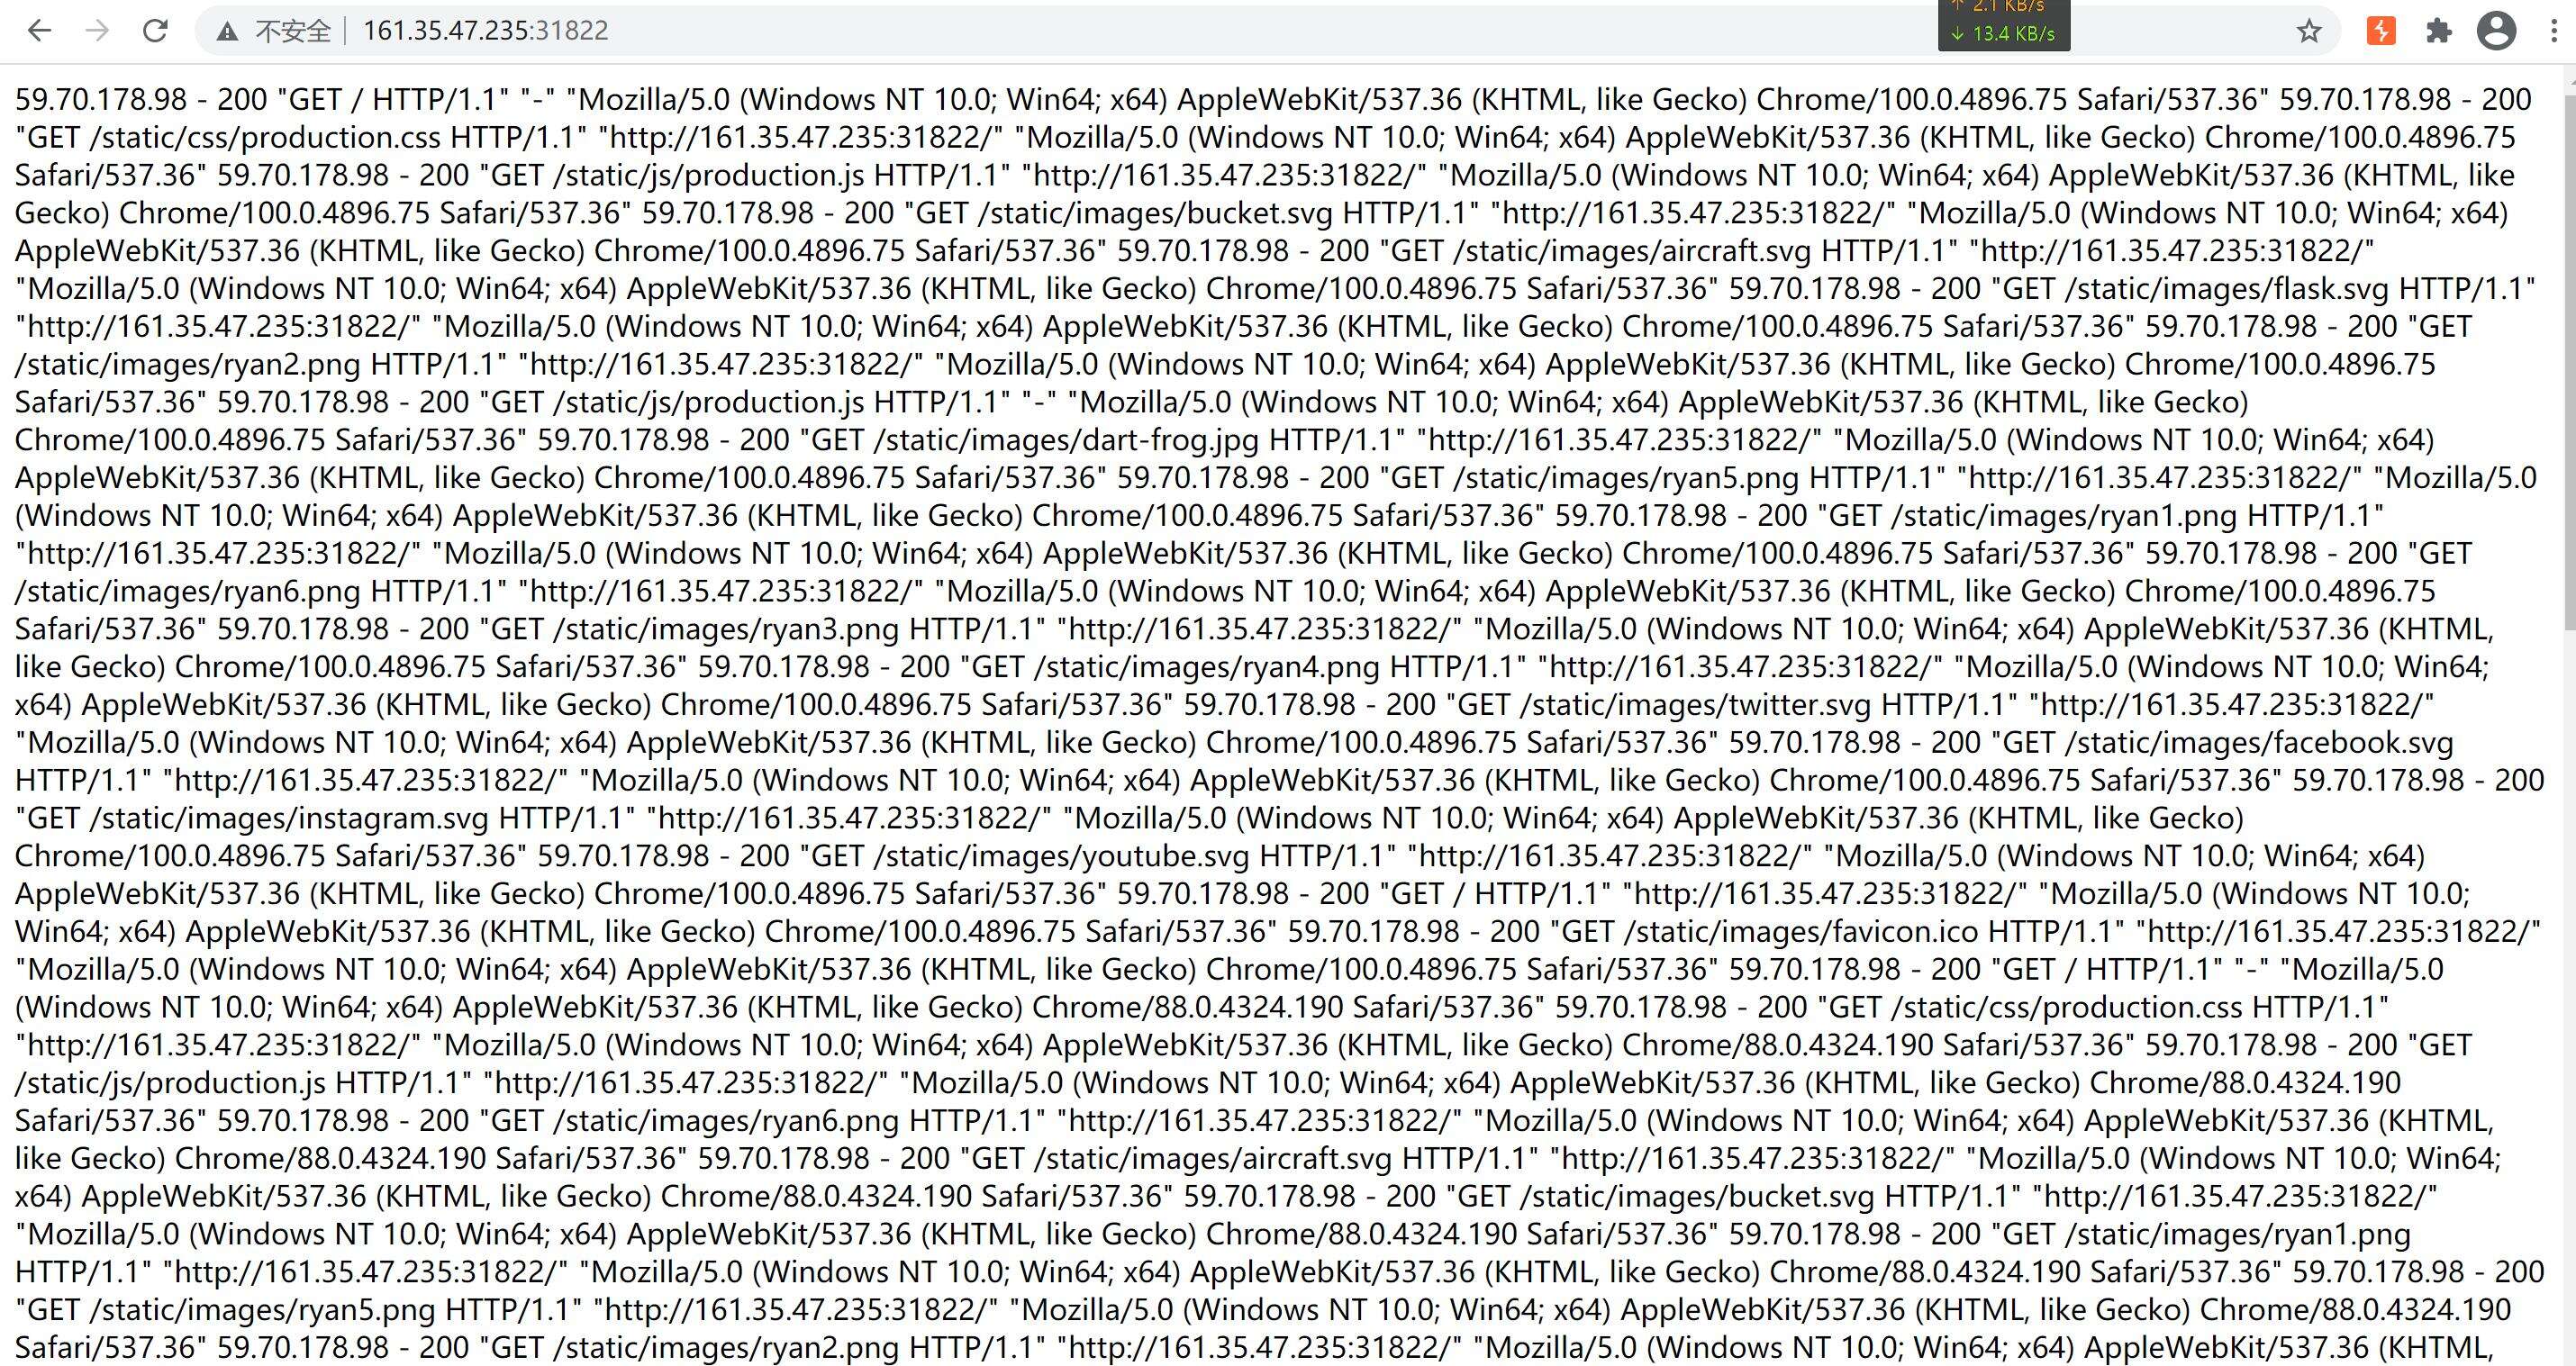 不安全 161.35.47.235:31822
↑ 2.1 KB/s
↓ 13.4 KB/s
59.70.178.98 - 200 "GET / HTTP/1.1" "-" "Mozilla/5.0 (Windows NT 10.0; Win64; x64) AppleWebKit/537.36 (KHTML, like Gecko) Chrome/100.0.4896.75 Safari/537.36" 59.70.178.98 - 200
"GET /static/css/production.css HTTP/1.1" "http://161.35.47.235:31822/" "Mozilla/5.0 (Windows NT 10.0; Win64; x64) AppleWebKit/537.36 (KHTML, like Gecko) Chrome/100.0.4896.75
Safari/537.36" 59.70.178.98 - 200 "GET /static/js/production.js HTTP/1.1" "http://161.35.47.235:31822/" "Mozilla/5.0 (Windows NT 10.0; Win64; x64) AppleWebKit/537.36 (KHTML, like
Gecko) Chrome/100.0.4896.75 Safari/537.36" 59.70.178.98 - 200 "GET /static/images/bucket.svg HTTP/1.1" "http://161.35.47.235:31822/" "Mozilla/5.0 (Windows NT 10.0; Win64; x64)
AppleWebKit/537.36 (KHTML, like Gecko) Chrome/100.0.4896.75 Safari/537.36" 59.70.178.98 - 200 "GET /static/images/aircraft.svg HTTP/1.1" "http://161.35.47.235:31822/"
"Mozilla/5.0 (Windows NT 10.0; Win64; x64) AppleWebKit/537.36 (KHTML, like Gecko) Chrome/100.0.4896.75 Safari/537.36" 59.70.178.98 - 200 "GET /static/images/flask.svg HTTP/1.1"
"http://161.35.47.235:31822/" "Mozilla/5.0 (Windows NT 10.0; Win64; x64) AppleWebKit/537.36 (KHTML, like Gecko) Chrome/100.0.4896.75 Safari/537.36" 59.70.178.98 - 200 "GET
/static/images/ryan2.png HTTP/1.1" "http://161.35.47.235:31822/" "Mozilla/5.0 (Windows NT 10.0; Win64; x64) AppleWebKit/537.36 (KHTML, like Gecko) Chrome/100.0.4896.75
Safari/537.36" 59.70.178.98 - 200 "GET /static/js/production.js HTTP/1.1" "-" "Mozilla/5.0 (Windows NT 10.0; Win64; x64) AppleWebKit/537.36 (KHTML, like Gecko)
Chrome/100.0.4896.75 Safari/537.36" 59.70.178.98 - 200 "GET /static/images/dart-frog.jpg HTTP/1.1" "http://161.35.47.235:31822/" "Mozilla/5.0 (Windows NT 10.0; Win64; x64)
AppleWebKit/537.36 (KHTML, like Gecko) Chrome/100.0.4896.75 Safari/537.36" 59.70.178.98 - 200 "GET /static/images/ryan5.png HTTP/1.1" "http://161.35.47.235:31822/" "Mozilla/5.0
(Windows NT 10.0; Win64; x64) AppleWebKit/537.36 (KHTML, like Gecko) Chrome/100.0.4896.75 Safari/537.36" 59.70.178.98 - 200 "GET /static/images/ryan1.png HTTP/1.1"
"http://161.35.47.235:31822/" "Mozilla/5.0 (Windows NT 10.0; Win64; x64) AppleWebKit/537.36 (KHTML, like Gecko) Chrome/100.0.4896.75 Safari/537.36" 59.70.178.98 - 200 "GET
/static/images/ryan6.png HTTP/1.1" "http://161.35.47.235:31822/" "Mozilla/5.0 (Windows NT 10.0; Win64; x64) AppleWebKit/537.36 (KHTML, like Gecko) Chrome/100.0.4896.75
Safari/537.36" 59.70.178.98 - 200 "GET /static/images/ryan3.png HTTP/1.1" "http://161.35.47.235:31822/" "Mozilla/5.0 (Windows NT 10.0; Win64; x64) AppleWebKit/537.36 (KHTML,
like Gecko) Chrome/100.0.4896.75 Safari/537.36" 59.70.178.98 - 200 "GET /static/images/ryan4.png HTTP/1.1" "http://161.35.47.235:31822/" "Mozilla/5.0 (Windows NT 10.0; Win64;
x64) AppleWebKit/537.36 (KHTML, like Gecko) Chrome/100.0.4896.75 Safari/537.36" 59.70.178.98 - 200 "GET /static/images/twitter.svg HTTP/1.1" "http://161.35.47.235:31822/"
"Mozilla/5.0 (Windows NT 10.0; Win64; x64) AppleWebKit/537.36 (KHTML, like Gecko) Chrome/100.0.4896.75 Safari/537.36" 59.70.178.98 - 200 "GET /static/images/facebook.svg
HTTP/1.1" "http://161.35.47.235:31822/" "Mozilla/5.0 (Windows NT 10.0; Win64; x64) AppleWebKit/537.36 (KHTML, like Gecko) Chrome/100.0.4896.75 Safari/537.36" 59.70.178.98 - 200
"GET /static/images/instagram.svg HTTP/1.1" "http://161.35.47.235:31822/" "Mozilla/5.0 (Windows NT 10.0; Win64; x64) AppleWebKit/537.36 (KHTML, like Gecko)
Chrome/100.0.4896.75 Safari/537.36" 59.70.178.98 - 200 "GET /static/images/youtube.svg HTTP/1.1" "http://161.35.47.235:31822/" "Mozilla/5.0 (Windows NT 10.0; Win64; x64)
AppleWebKit/537.36 (KHTML, like Gecko) Chrome/100.0.4896.75 Safari/537.36" 59.70.178.98 - 200 "GET / HTTP/1.1" "http://161.35.47.235:31822/" "Mozilla/5.0 (Windows NT 10.0;
Win64; x64) AppleWebKit/537.36 (KHTML, like Gecko) Chrome/100.0.4896.75 Safari/537.36" 59.70.178.98 - 200 "GET /static/images/favicon.ico HTTP/1.1" "http://161.35.47.235:31822/"
"Mozilla/5.0 (Windows NT 10.0; Win64; x64) AppleWebKit/537.36 (KHTML, like Gecko) Chrome/100.0.4896.75 Safari/537.36" 59.70.178.98 - 200 "GET / HTTP/1.1" "-" "Mozilla/5.0
(Windows NT 10.0; Win64; x64) AppleWebKit/537.36 (KHTML, like Gecko) Chrome/88.0.4324.190 Safari/537.36" 59.70.178.98 - 200 "GET /static/css/production.css HTTP/1.1"
"http://161.35.47.235:31822/" "Mozilla/5.0 (Windows NT 10.0; Win64; x64) AppleWebKit/537.36 (KHTML, like Gecko) Chrome/88.0.4324.190 Safari/537.36" 59.70.178.98 - 200 "GET
/static/js/production.js HTTP/1.1" "http://161.35.47.235:31822/" "Mozilla/5.0 (Windows NT 10.0; Win64; x64) AppleWebKit/537.36 (KHTML, like Gecko) Chrome/88.0.4324.190
Safari/537.36" 59.70.178.98 - 200 "GET /static/images/ryan6.png HTTP/1.1" "http://161.35.47.235:31822/" "Mozilla/5.0 (Windows NT 10.0; Win64; x64) AppleWebKit/537.36 (KHTML,
like Gecko) Chrome/88.0.4324.190 Safari/537.36" 59.70.178.98 - 200 "GET /static/images/aircraft.svg HTTP/1.1" "http://161.35.47.235:31822/" "Mozilla/5.0 (Windows NT 10.0; Win64;
x64) AppleWebKit/537.36 (KHTML, like Gecko) Chrome/88.0.4324.190 Safari/537.36" 59.70.178.98 - 200 "GET /static/images/bucket.svg HTTP/1.1" "http://161.35.47.235:31822/"
"Mozilla/5.0 (Windows NT 10.0; Win64; x64) AppleWebKit/537.36 (KHTML, like Gecko) Chrome/88.0.4324.190 Safari/537.36" 59.70.178.98 - 200 "GET /static/images/ryan1.png
HTTP/1.1" "http://161.35.47.235:31822/" "Mozilla/5.0 (Windows NT 10.0; Win64; x64) AppleWebKit/537.36 (KHTML, like Gecko) Chrome/88.0.4324.190 Safari/537.36" 59.70.178.98 - 200
"GET /static/images/ryan5.png HTTP/1.1" "http://161.35.47.235:31822/" "Mozilla/5.0 (Windows NT 10.0; Win64; x64) AppleWebKit/537.36 (KHTML, like Gecko) Chrome/88.0.4324.190
Safari/537.36" 59.70.178.98 - 200 "GET /static/images/ryan2.png HTTP/1.1" "http://161.35.47.235:31822/" "Mozilla/5.0 (Windows NT 10.0; Win64; x64) AppleWebKit/537.36 (KHTML,